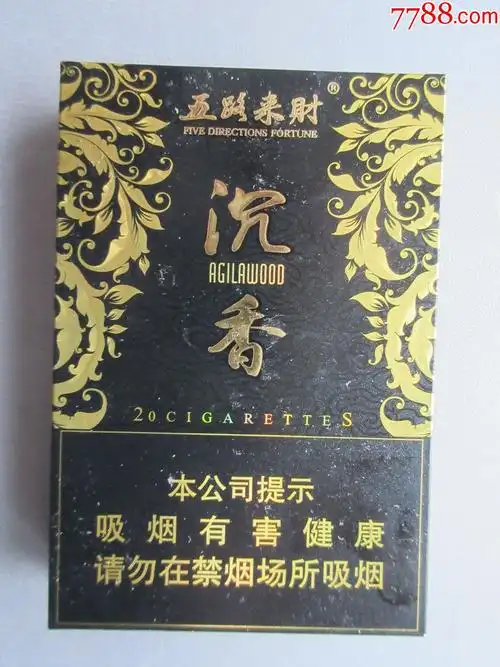 7788.com
五路来財®
FIVE DIRECTIONS FORTUNE
沉
AGILAWOOD
香
20CIGARETTES
本公司提示
吸烟有害健康
请勿在禁烟场所吸烟